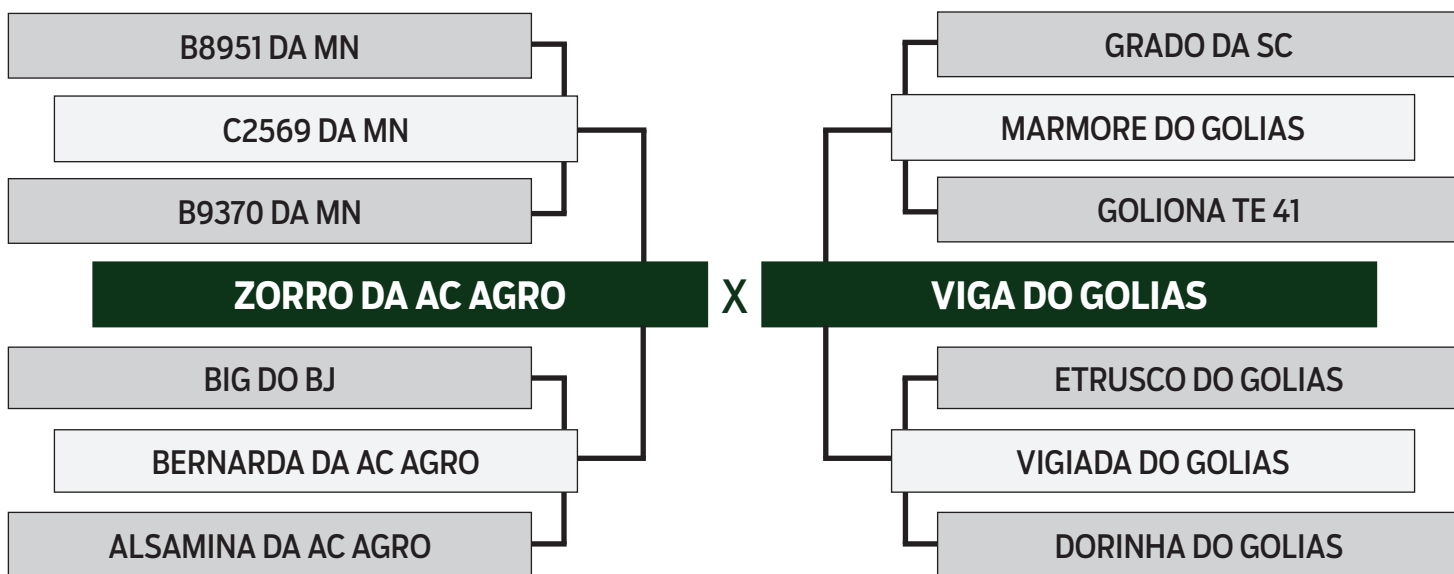 B8951 DA MN
C2569 DA MN
B9370 DA MN
GRADO DA SC
MARMORE DO GOLIAS
GOLIONA TE 41
ZORRO DA AC AGRO X VIGA DO GOLIAS
BIG DO BJ
BERNARDA DA AC AGRO
ALSAMINA DA AC AGRO
ETRUSCO DO GOLIAS
VIGIADA DO GOLIAS
DORINHA DO GOLIAS